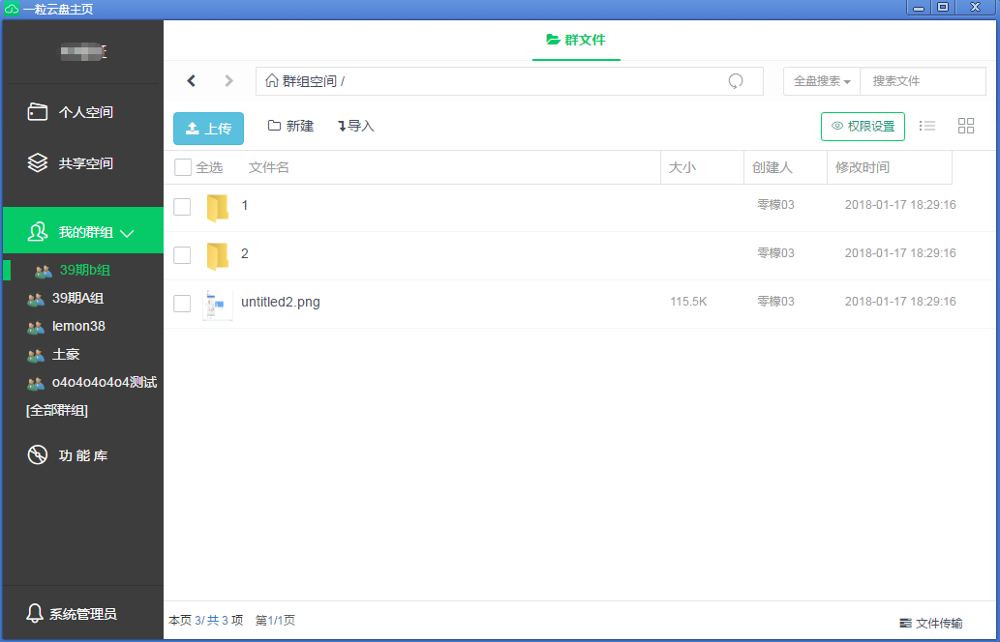 一粒云盘主页
群文件
个人空间
共享空间
我的群组
39期b组
39期A组
lemon38
土豪
o4o4o4o4o4测试
[全部群组]
功能库
系统管理员
群组空间 /
全盘搜索 搜索文件
上传 新建 导入 权限设置
全选 文件名 大小 创建人 修改时间
1 零檬03 2018-01-17 18:29:16
2 零檬03 2018-01-17 18:29:16
untitled2.png 115.5K 零檬03 2018-01-17 18:29:16
本页 3/ 共 3 项 第1/1页 文件传输